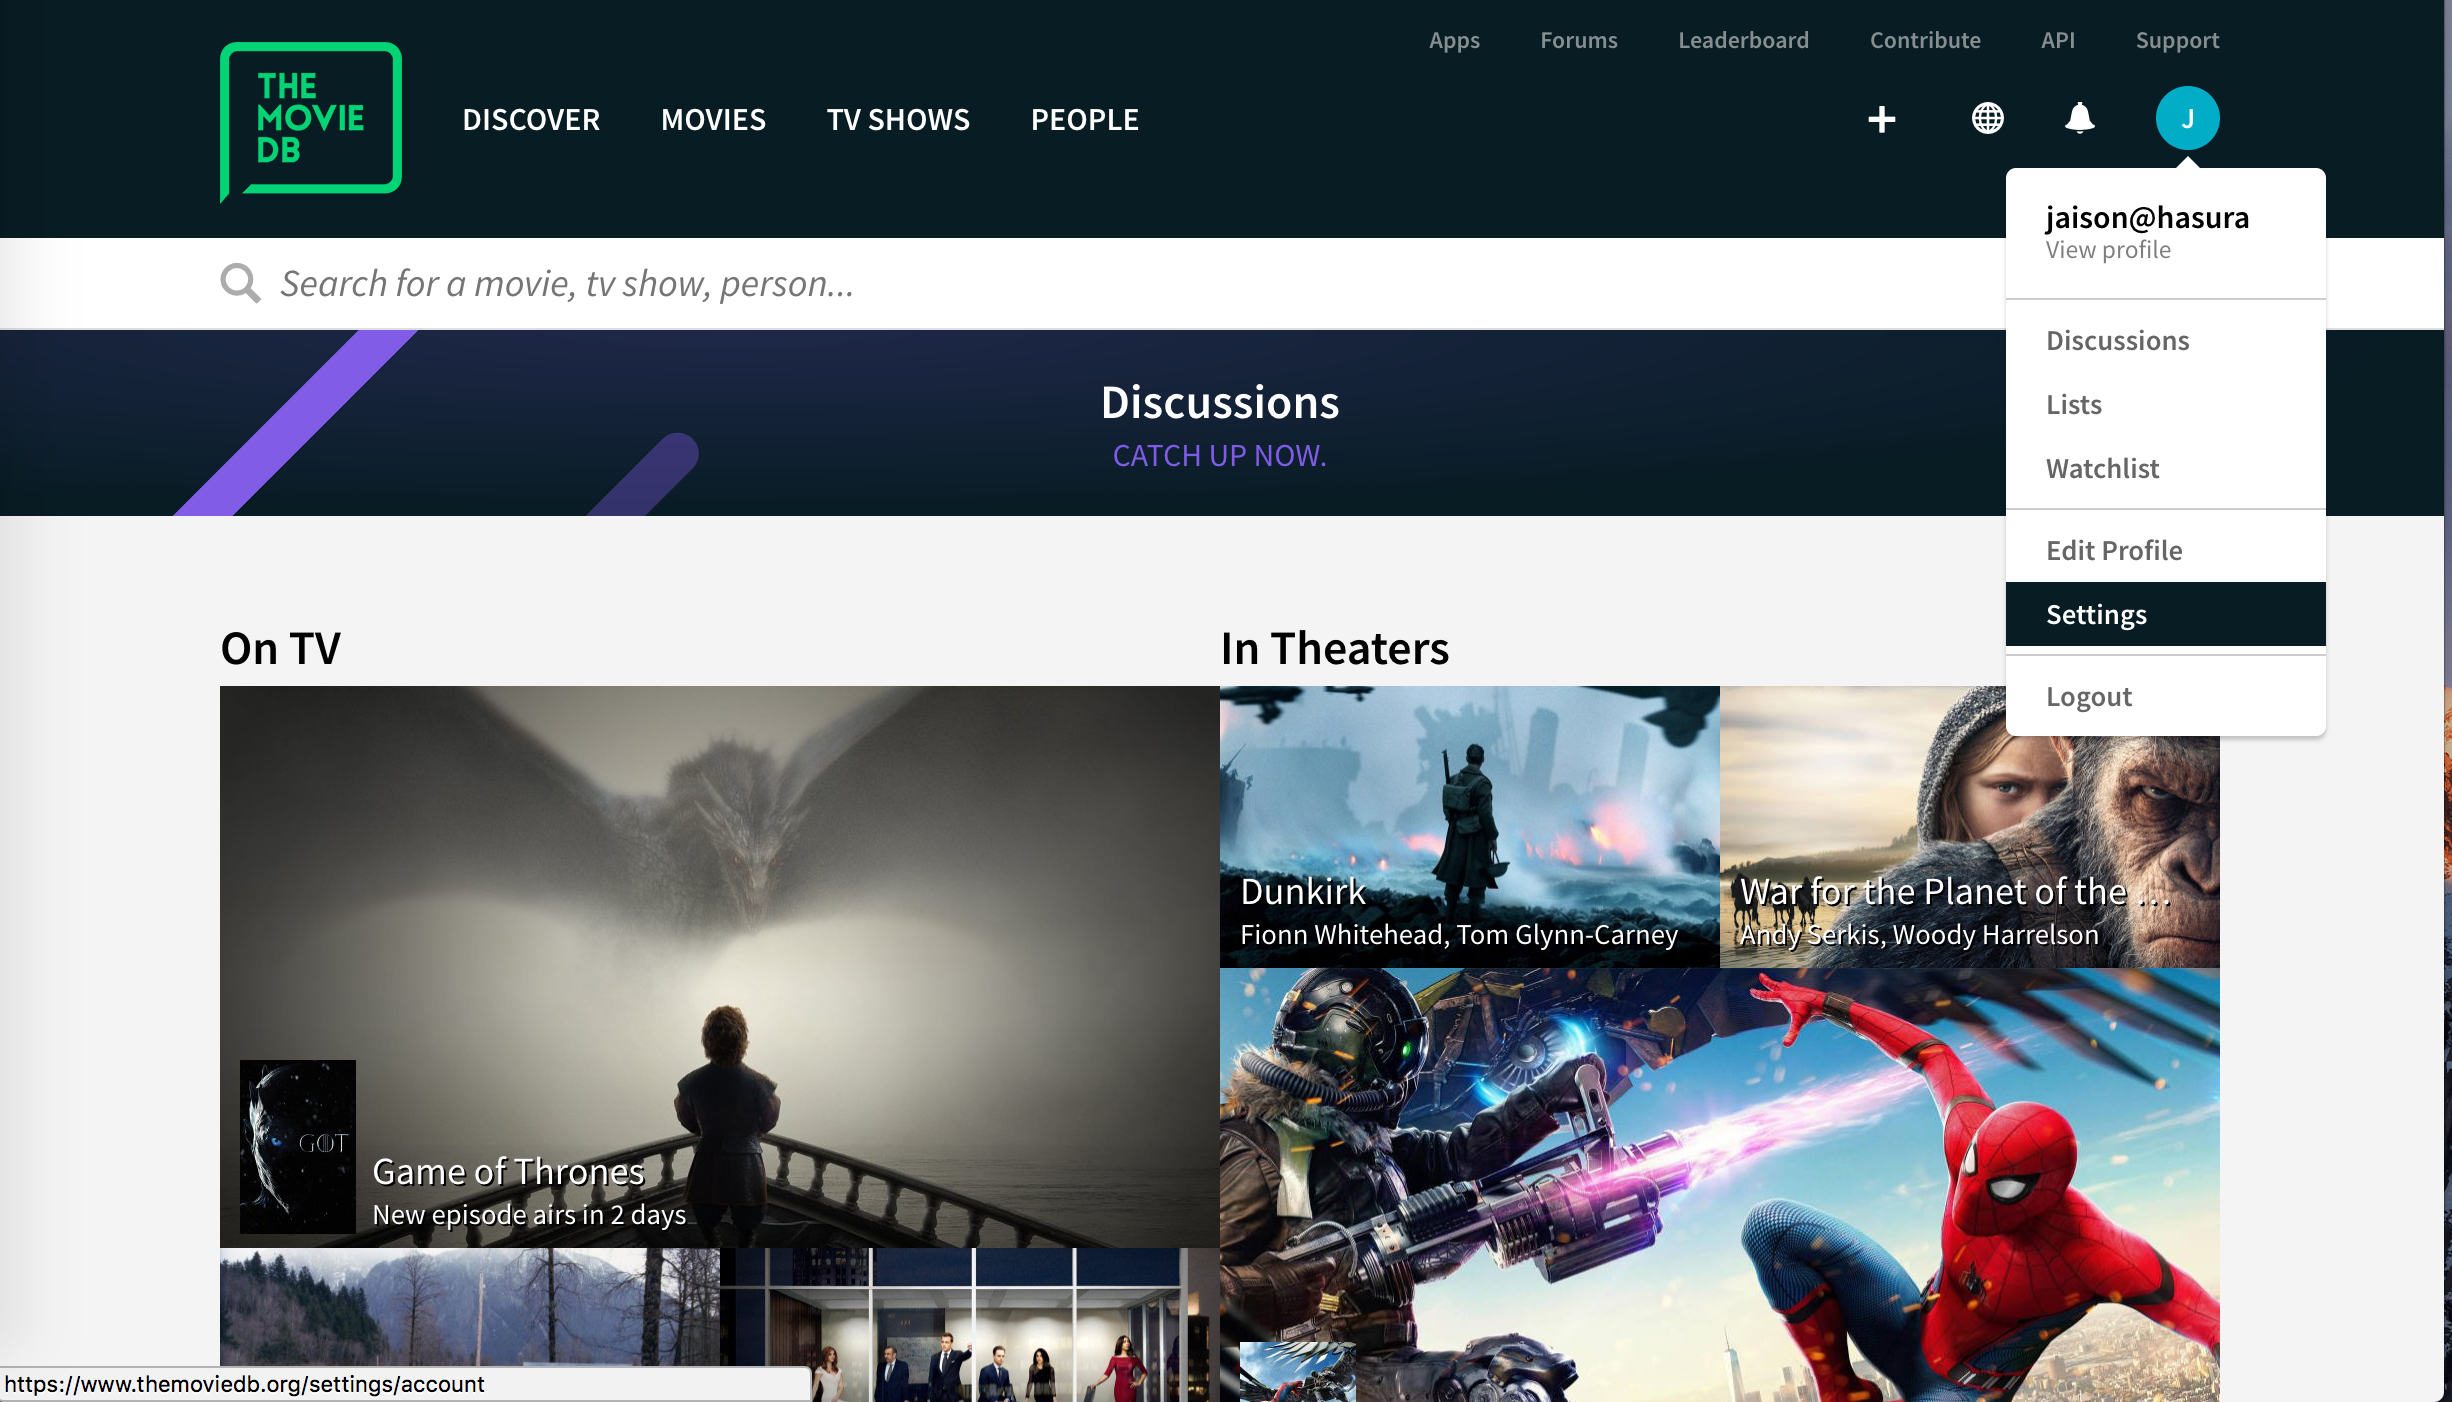 Apps Forums Leaderboard Contribute API Support
THE
MOVIE
DB
DISCOVER MOVIES TV SHOWS PEOPLE
J
jaison@hasura
View profile
Search for a movie, tv show, person...
Discussions
Lists
Watchlist
Edit Profile
Settings
Logout
Discussions
CATCH UP NOW.
On TV
In Theaters
Dunkirk
Fionn Whitehead, Tom Glynn-Carney
War for the Planet of the ...
Andy Serkis, Woody Harrelson
GOT
Game of Thrones
New episode airs in 2 days
https://www.themoviedb.org/settings/account